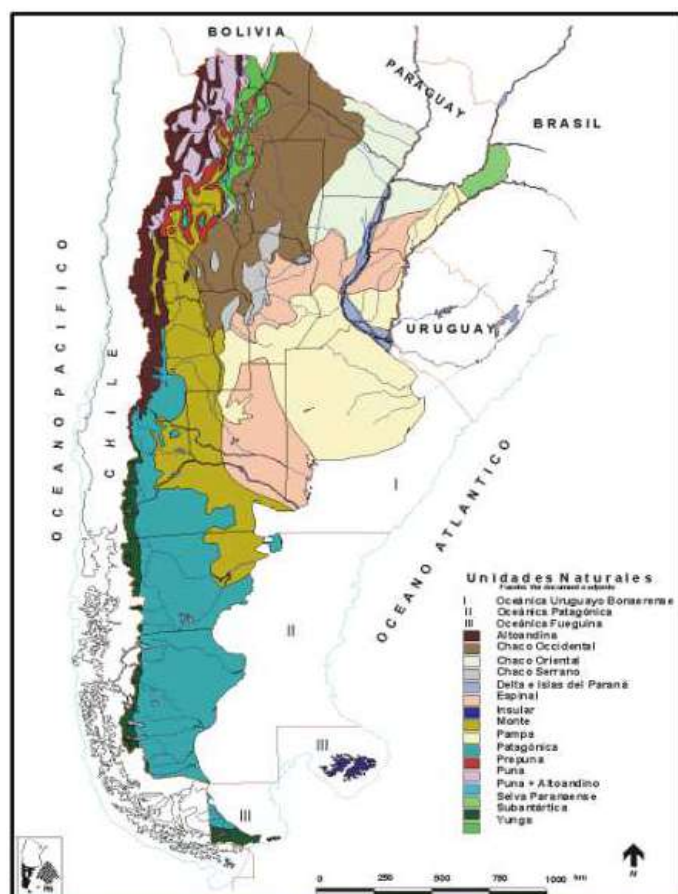 BOLIVIA
PARAGUAY
BRASIL
URUGUAY
OCEANO PACIFICO
CHILE
OCEANO ATLANTICO
I
II
III
III
Unidades Naturales
I Oceánica Uruguayo Bonaerense
II Oceánica Patagónica
III Oceánica Fueguina
Altoandina
Chaco Occidental
Chaco Oriental
Chaco Serrano
Delta e Islas del Paraná
Espinal
Insular
Monte
Pampa
Patagónica
Prepuna
Puna
Puna + Altoandino
Selva Paranaense
Subantártica
Yunga
N
0 250 500 750 1000 km